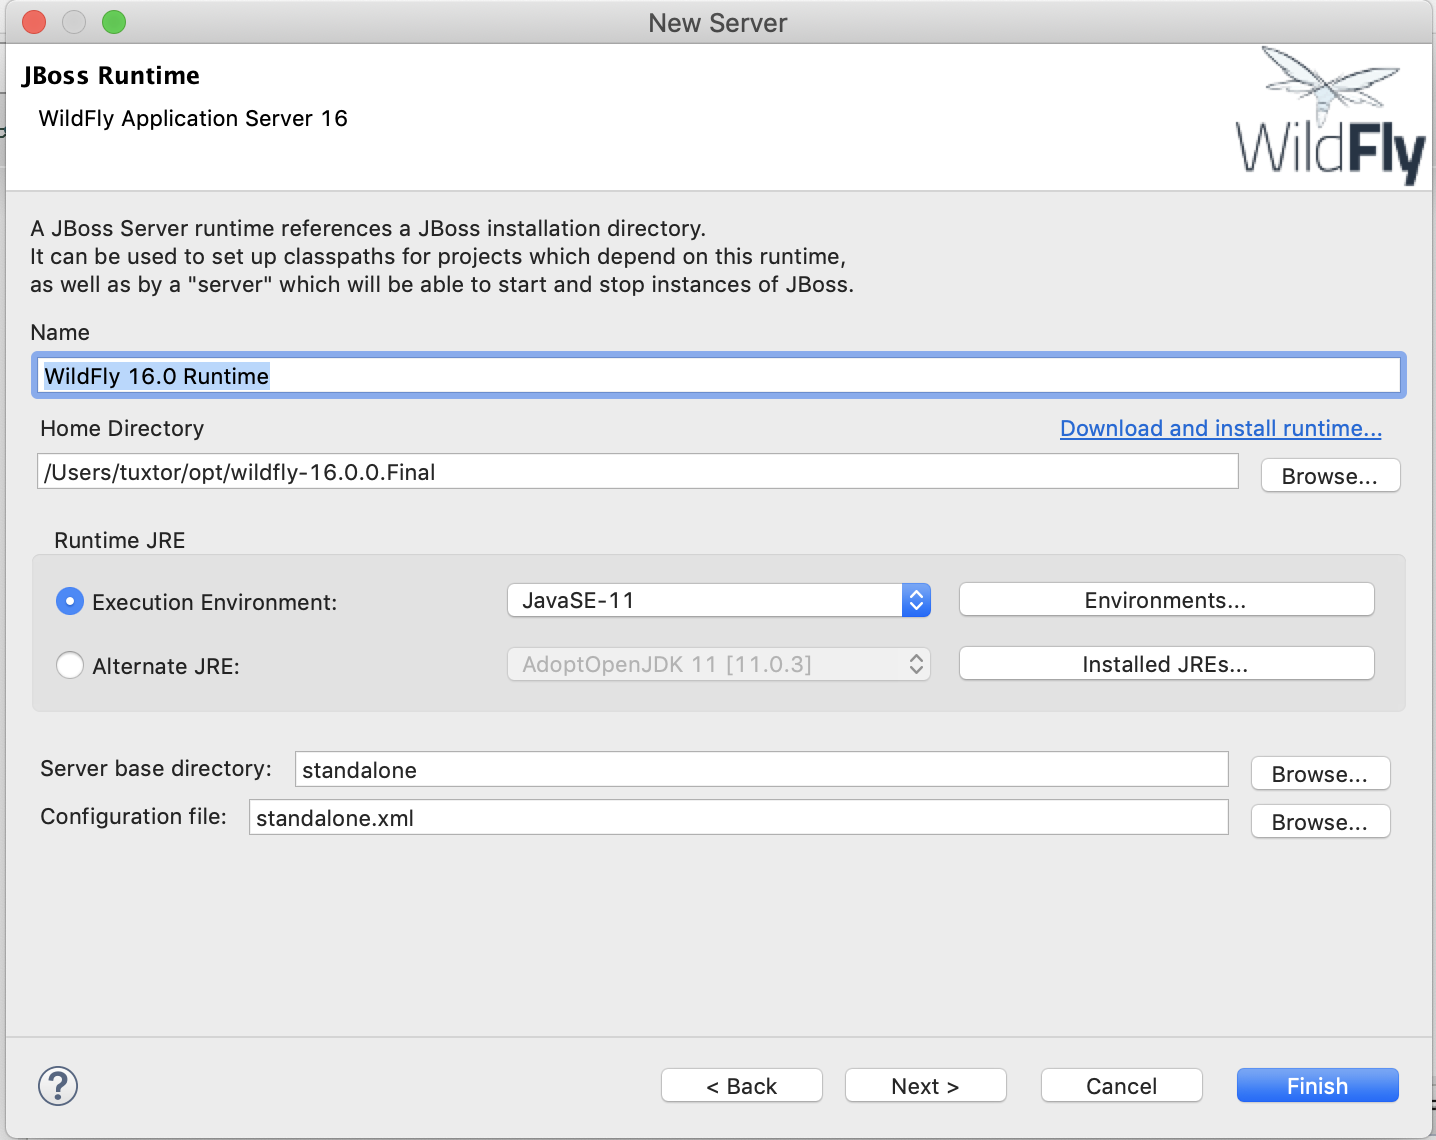 New Server
JBoss Runtime
WildFly Application Server 16
WildFly
A JBoss Server runtime references a JBoss installation directory.
It can be used to set up classpaths for projects which depend on this runtime,
as well as by a "server" which will be able to start and stop instances of JBoss.
Name
WildFly 16.0 Runtime
Home Directory
Download and install runtime...
/Users/tuxtor/opt/wildfly-16.0.0.Final
Browse...
Runtime JRE
Execution Environment:
JavaSE-11
Environments...
Alternate JRE:
AdoptOpenJDK 11 [11.0.3]
Installed JREs...
Server base directory:
standalone
Browse...
Configuration file:
standalone.xml
Browse...
?
< Back
Next >
Cancel
Finish